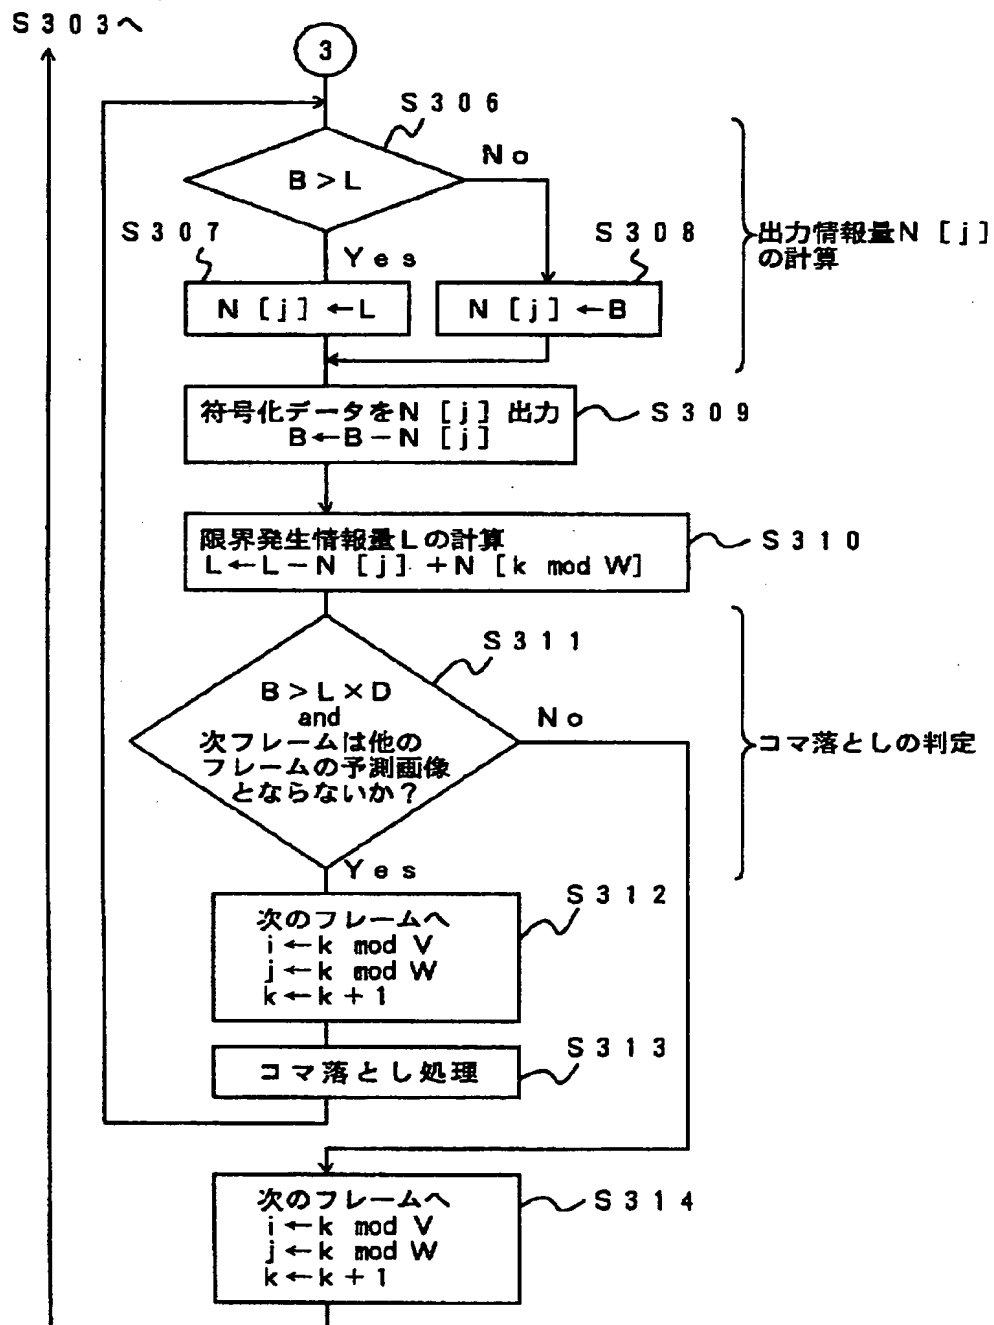 S303へ
3
S306
B>L
No
S307
Yes
S308
N [j] ←L
N [j] ←B
出力情報量N [j]
の計算
符号化データをN [j] 出力
B←B-N [j]
S309
限界発生情報量Lの計算
L←L-N [j] +N [k mod W]
S310
S311
B>L×D
and
次フレームは他の
フレームの予測画像
とならないか?
No
コマ落としの判定
Yes
S312
次のフレームへ
i←k mod V
j←k mod W
k←k+1
S313
コマ落とし処理
次のフレームへ
i←k mod V
j←k mod W
k←k+1
S314